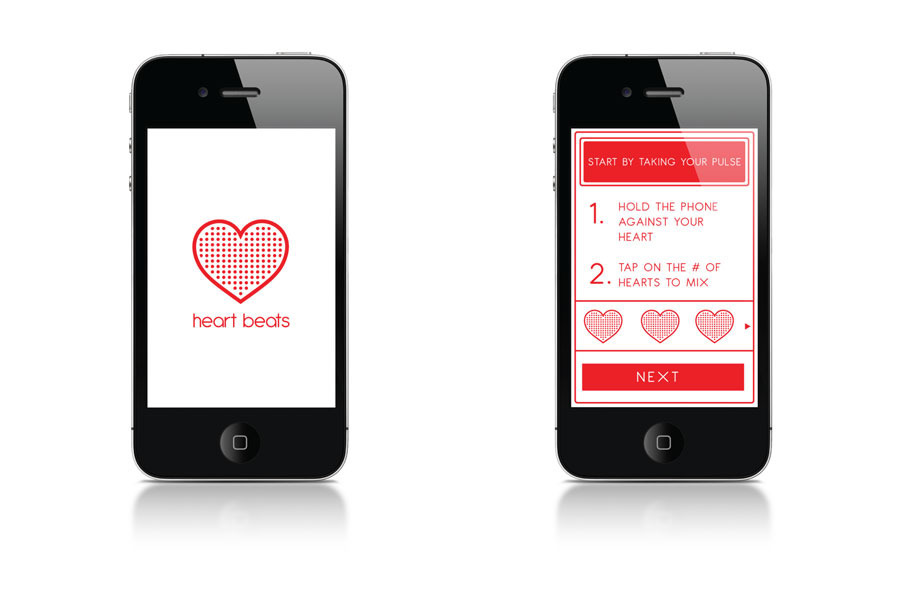 heart beats
START BY TAKING YOUR PULSE
1. HOLD THE PHONE
AGAINST YOUR
HEART
2. TAP ON THE # OF
HEARTS TO MIX
NEXT